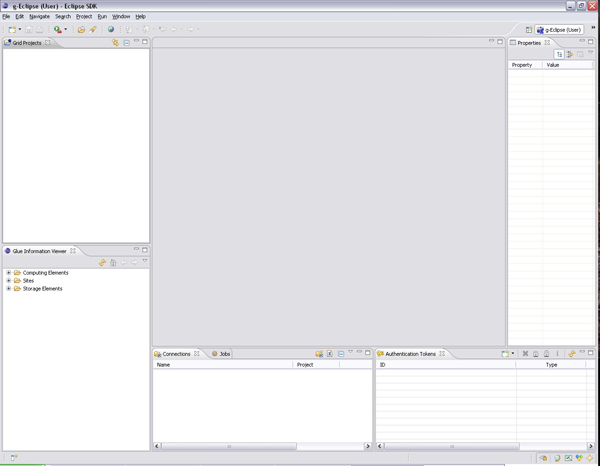 g-Eclipse (User) - Eclipse SDK
File Edit Navigate Search Project Run Window Help
g-Eclipse (User)
Grid Projects
Properties
Property Value
Glue Information Viewer
Computing Elements
Sites
Storage Elements
Connections Jobs
Name Project
Authentication Tokens
ID Type